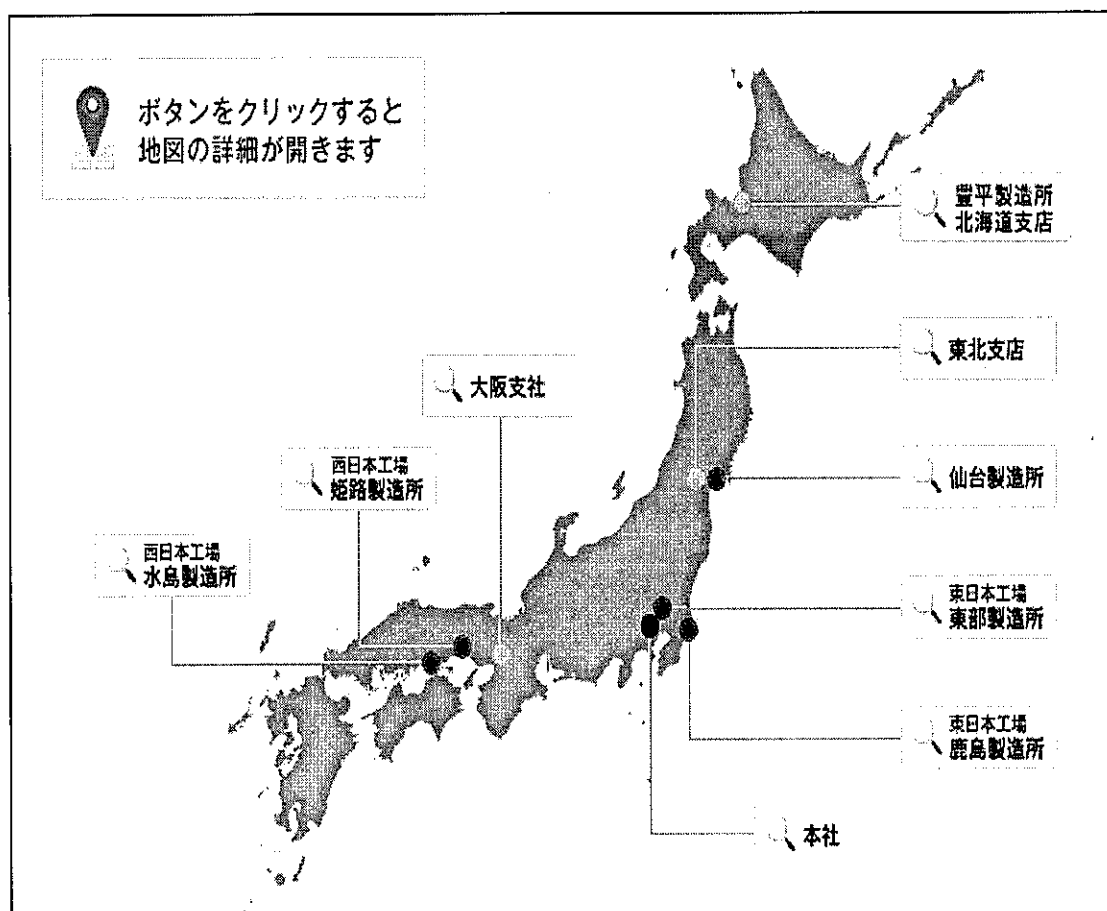 ボタンをクリックすると
地図の詳細が開きます
豊平製造所
北海道支店
東北支店
大阪支社
西日本工場
姫路製造所
仙台製造所
西日本工場
水島製造所
東日本工場
東部製造所
東日本工場
鹿島製造所
本社